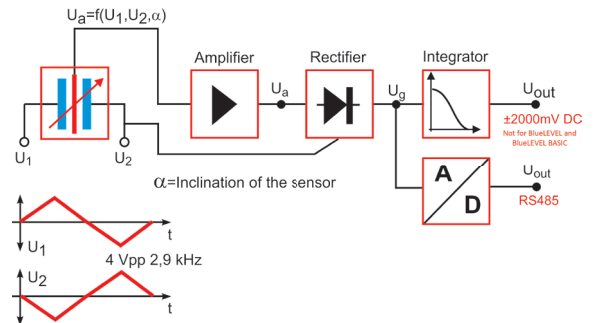 Ua=f(U1,U2,α)
Amplifier
Rectifier
Integrator
Ua
Ug
Uout
±2000mV DC
Not for BlueLEVEL and
BlueLEVEL BASIC
U1
U2
α=Inclination of the sensor
A
D
Uout
RS485
U1
t
4 Vpp 2,9 kHz
U2
t